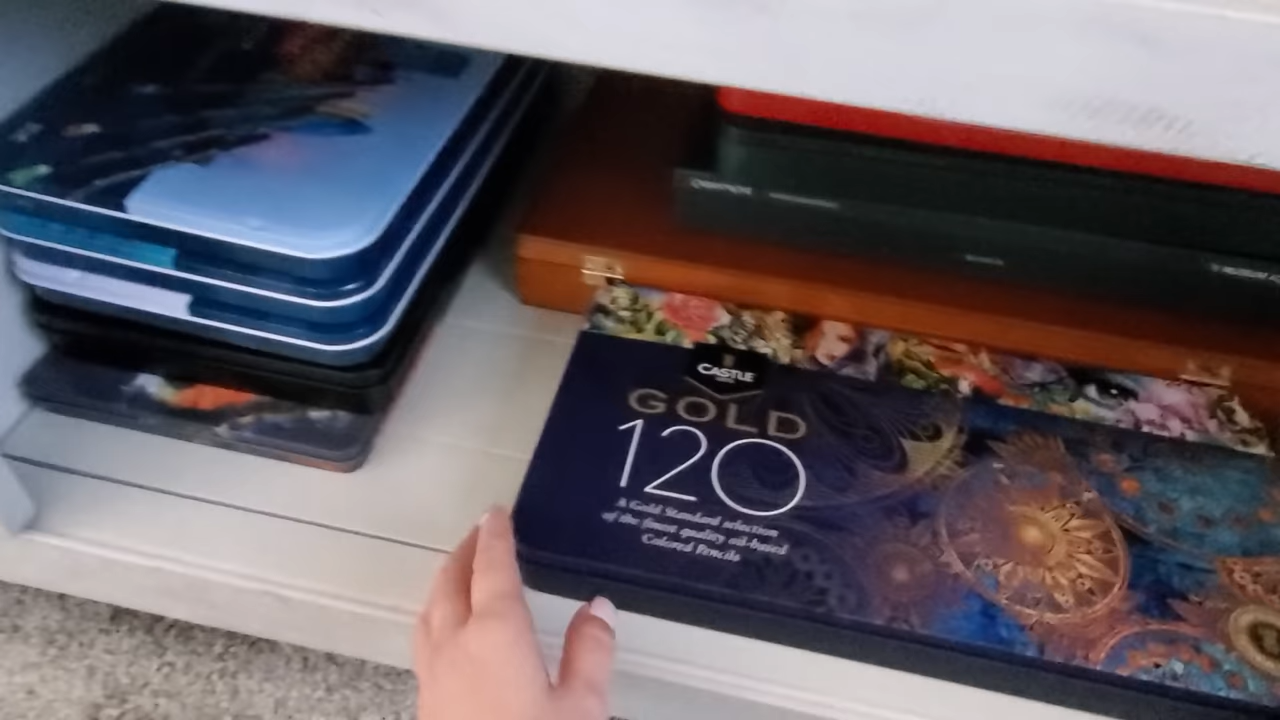 CASTLE
GOLD
120
A Gold Standard selection
of the finest quality oil-based
Colored Pencils